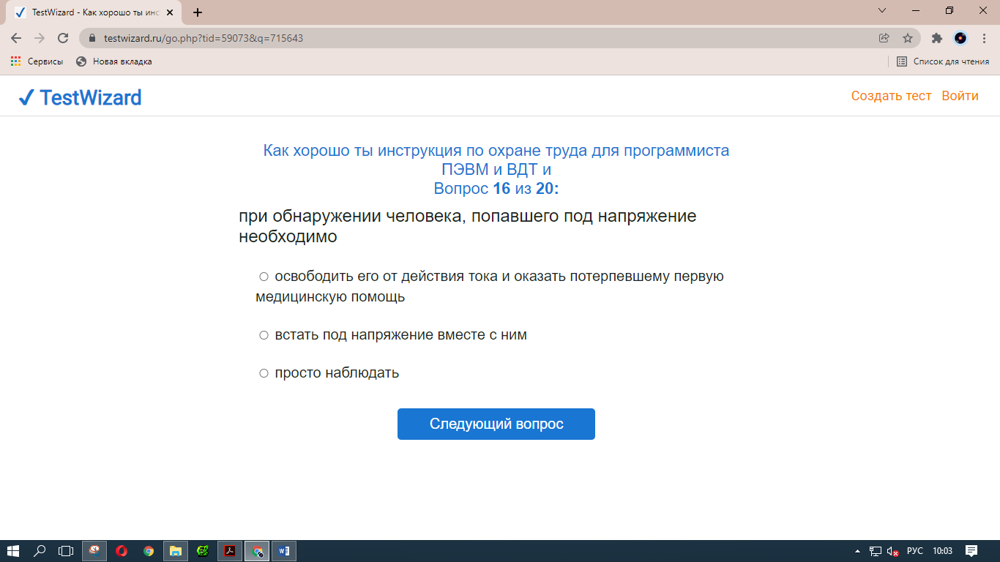 TestWizard - Как хорошо ты инс
testwizard.ru/go.php?tid=59073&q=715643
Сервисы
Новая вкладка
Список для чтения
TestWizard
Создать тест
Войти
Как хорошо ты инструкция по охране труда для программиста
ПЭВМ и ВДТ и
Вопрос 16 из 20:
при обнаружении человека, попавшего под напряжение
необходимо
освободить его от действия тока и оказать потерпевшему первую
медицинскую помощь
встать под напряжение вместе с ним
просто наблюдать
Следующий вопрос
РУС
10:03